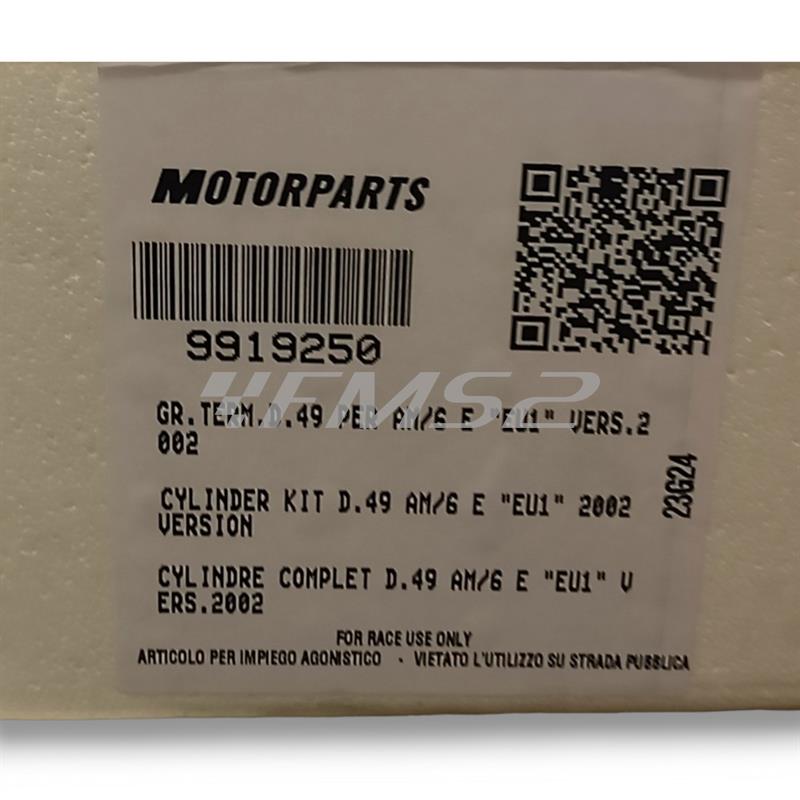 MOTORPARTS
9919250
FMS2
GR.TERM.D.49 PER AM/6 E "EU1" VERS.2
002
CYLINDER KIT D.49 AM/6 E "EU1" 2002
VERSION
CYLINDRE COMPLET D.49 AM/6 E "EU1" V
ERS.2002
23G24
FOR RACE USE ONLY
ARTICOLO PER IMPIEGO AGONISTICO - VIETATO L'UTILIZZO SU STRADA PUBBLICA